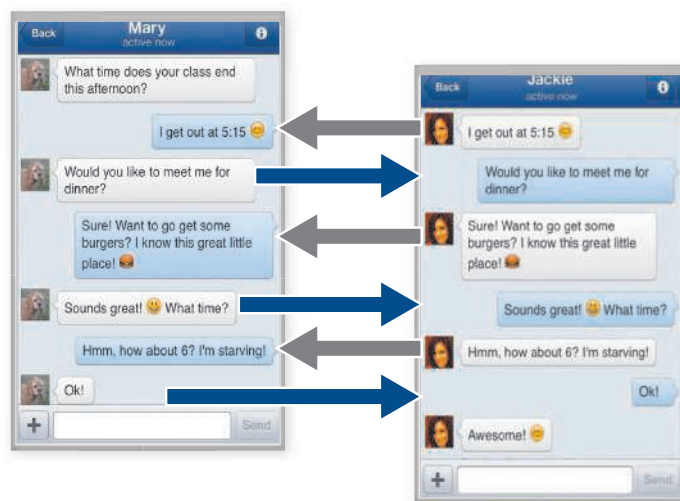 Mary
Back
active now
What time does your class end
this afternoon?
I get out at 5:15
Would you like to meet me for
dinner?
Sure! Want to go get some
burgers? I know this great little
place!
Sounds great! What time?
Hmm, how about 6? I'm starving!
Ok!
+
Send
Jackie
Back
active now
I get out at 5:15
Would you like to meet me for
dinner?
Sure! Want to go get some
burgers? I know this great little
place!
Sounds great! What time?
Hmm, how about 6? I'm starving!
Ok!
Awesome!
+
Send